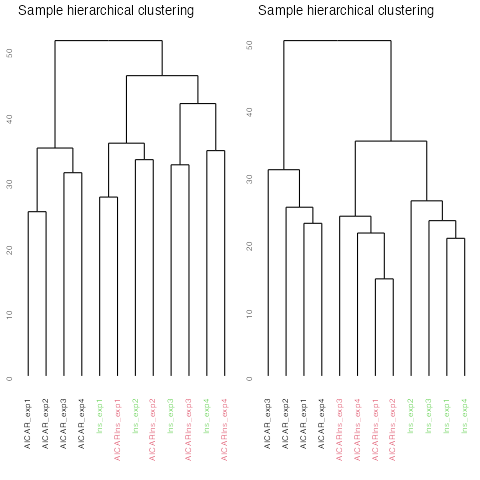 Sample hierarchical clustering
50
40
30
20
10
0
AICAR_exp1
AICAR_exp2
AICAR_exp3
AICAR_exp4
Ins_exp1
AICARIns_exp1
Ins_exp2
AICARIns_exp2
Ins_exp3
AICARIns_exp3
Ins_exp4
AICARIns_exp4
Sample hierarchical clustering
50
40
30
20
10
0
AICAR_exp3
AICAR_exp2
AICAR_exp1
AICAR_exp4
AICARIns_exp3
AICARIns_exp4
AICARIns_exp1
AICARIns_exp2
Ins_exp2
Ins_exp3
Ins_exp1
Ins_exp4